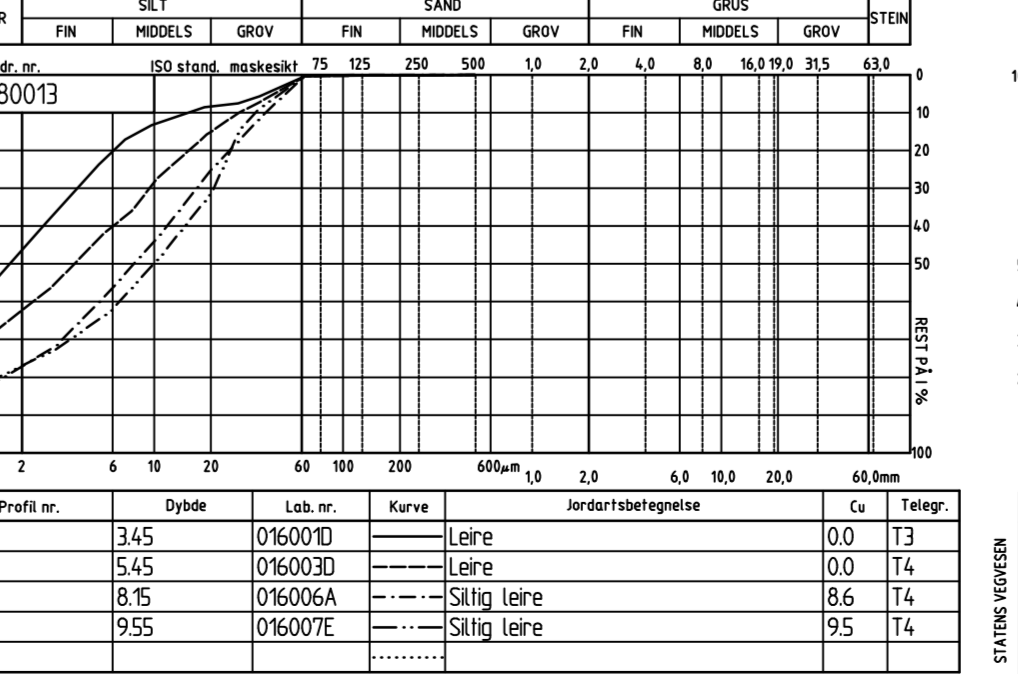 R SILT SAND GRUS STEIN
FIN MIDDELS GROV FIN MIDDELS GROV FIN MIDDELS GROV
dr. nr. ISO stand. maskesikt 75 125 250 500 1,0 2,0 4,0 8,0 16,0 19,0 31,5 63,0
80013
0
10
20
30
40
50
REST PÅ I %
100
2 6 10 20 60 100 200 600µm 1,0 2,0 6,0 10,0 20,0 60,0mm
Profil nr. Dybde Lab. nr. Kurve Jordartsbetegnelse Cu Telegr.
3.45 016001D Leire 0.0 T3
5.45 016003D Leire 0.0 T4
8.15 016006A Siltig leire 8.6 T4
9.55 016007E Siltig leire 9.5 T4
STATENS VEGVESEN